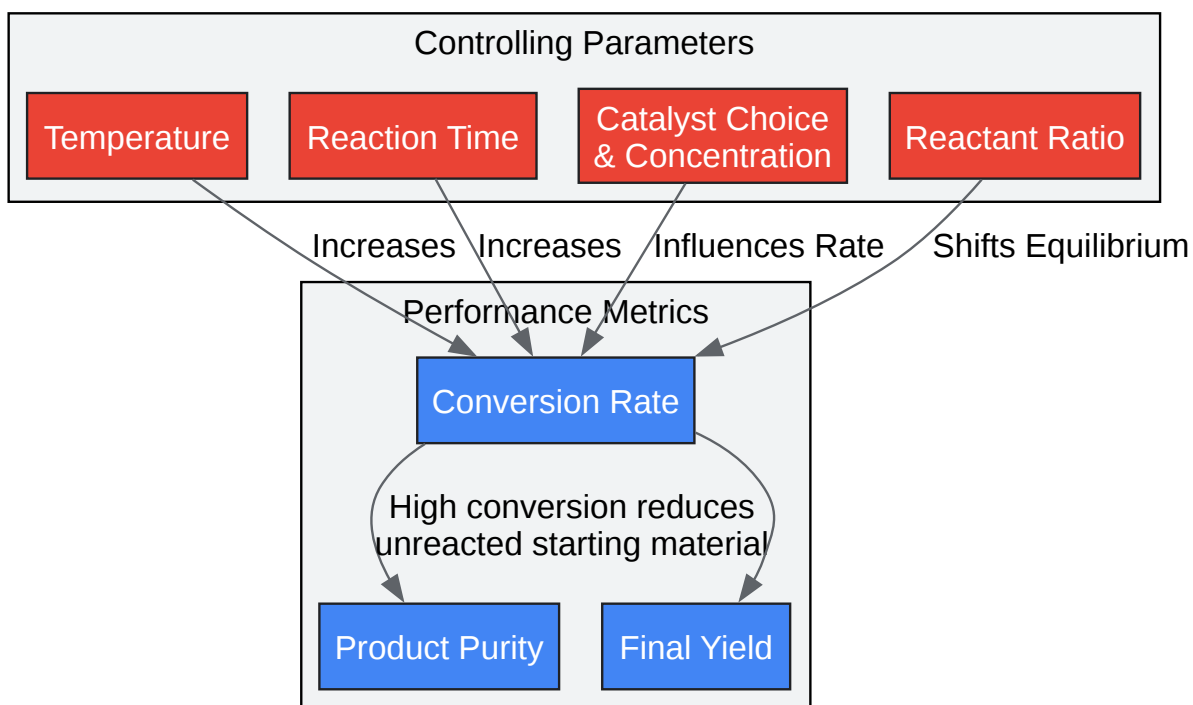 Controlling Parameters
Temperature
Reaction Time
Catalyst Choice
& Concentration
Reactant Ratio
Increases
Increases
Influences Rate
Shifts Equilibrium
Performance Metrics
Conversion Rate
High conversion reduces
unreacted starting material
Product Purity
Final Yield